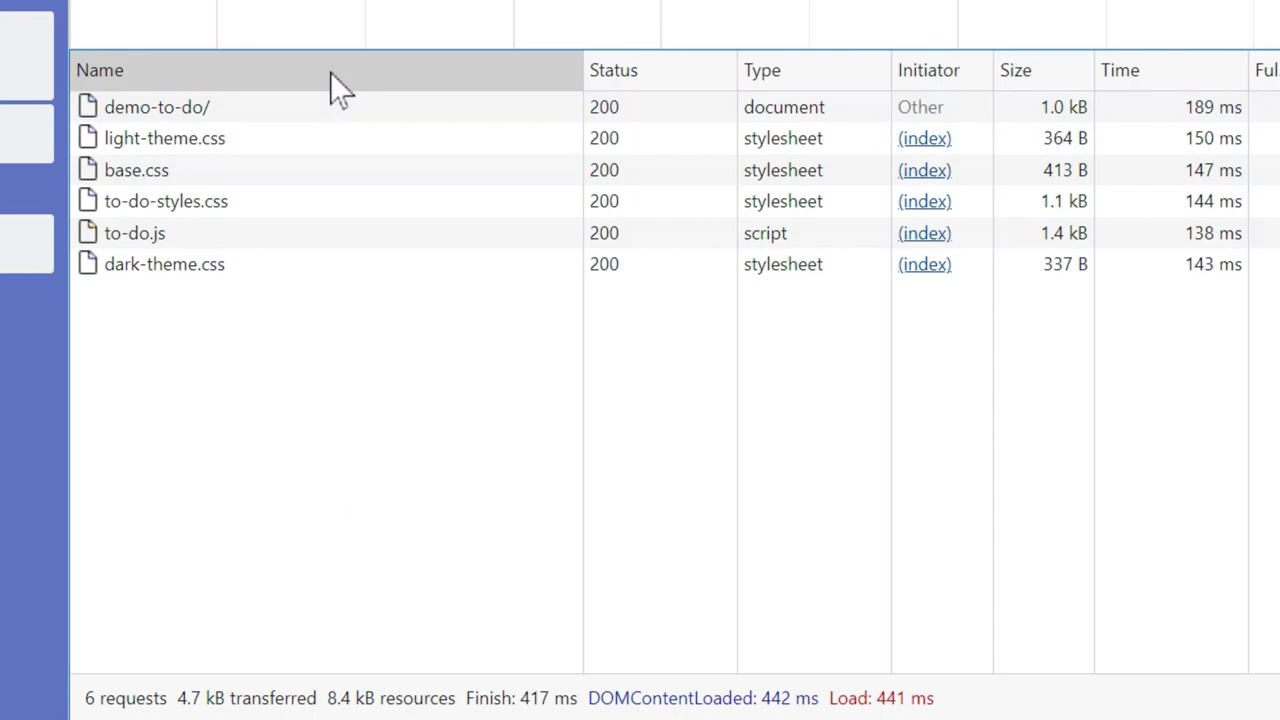 Name Status Type Initiator Size Time Ful.
demo-to-do/ 200 document Other 1.0 kB 189 ms
light-theme.css 200 stylesheet (index) 364 B 150 ms
base.css 200 stylesheet (index) 413 B 147 ms
to-do-styles.css 200 stylesheet (index) 1.1 kB 144 ms
to-do.js 200 script (index) 1.4 kB 138 ms
dark-theme.css 200 stylesheet (index) 337 B 143 ms
6 requests 4.7 kB transferred 8.4 kB resources Finish: 417 ms DOMContentLoaded: 442 ms Load: 441 ms